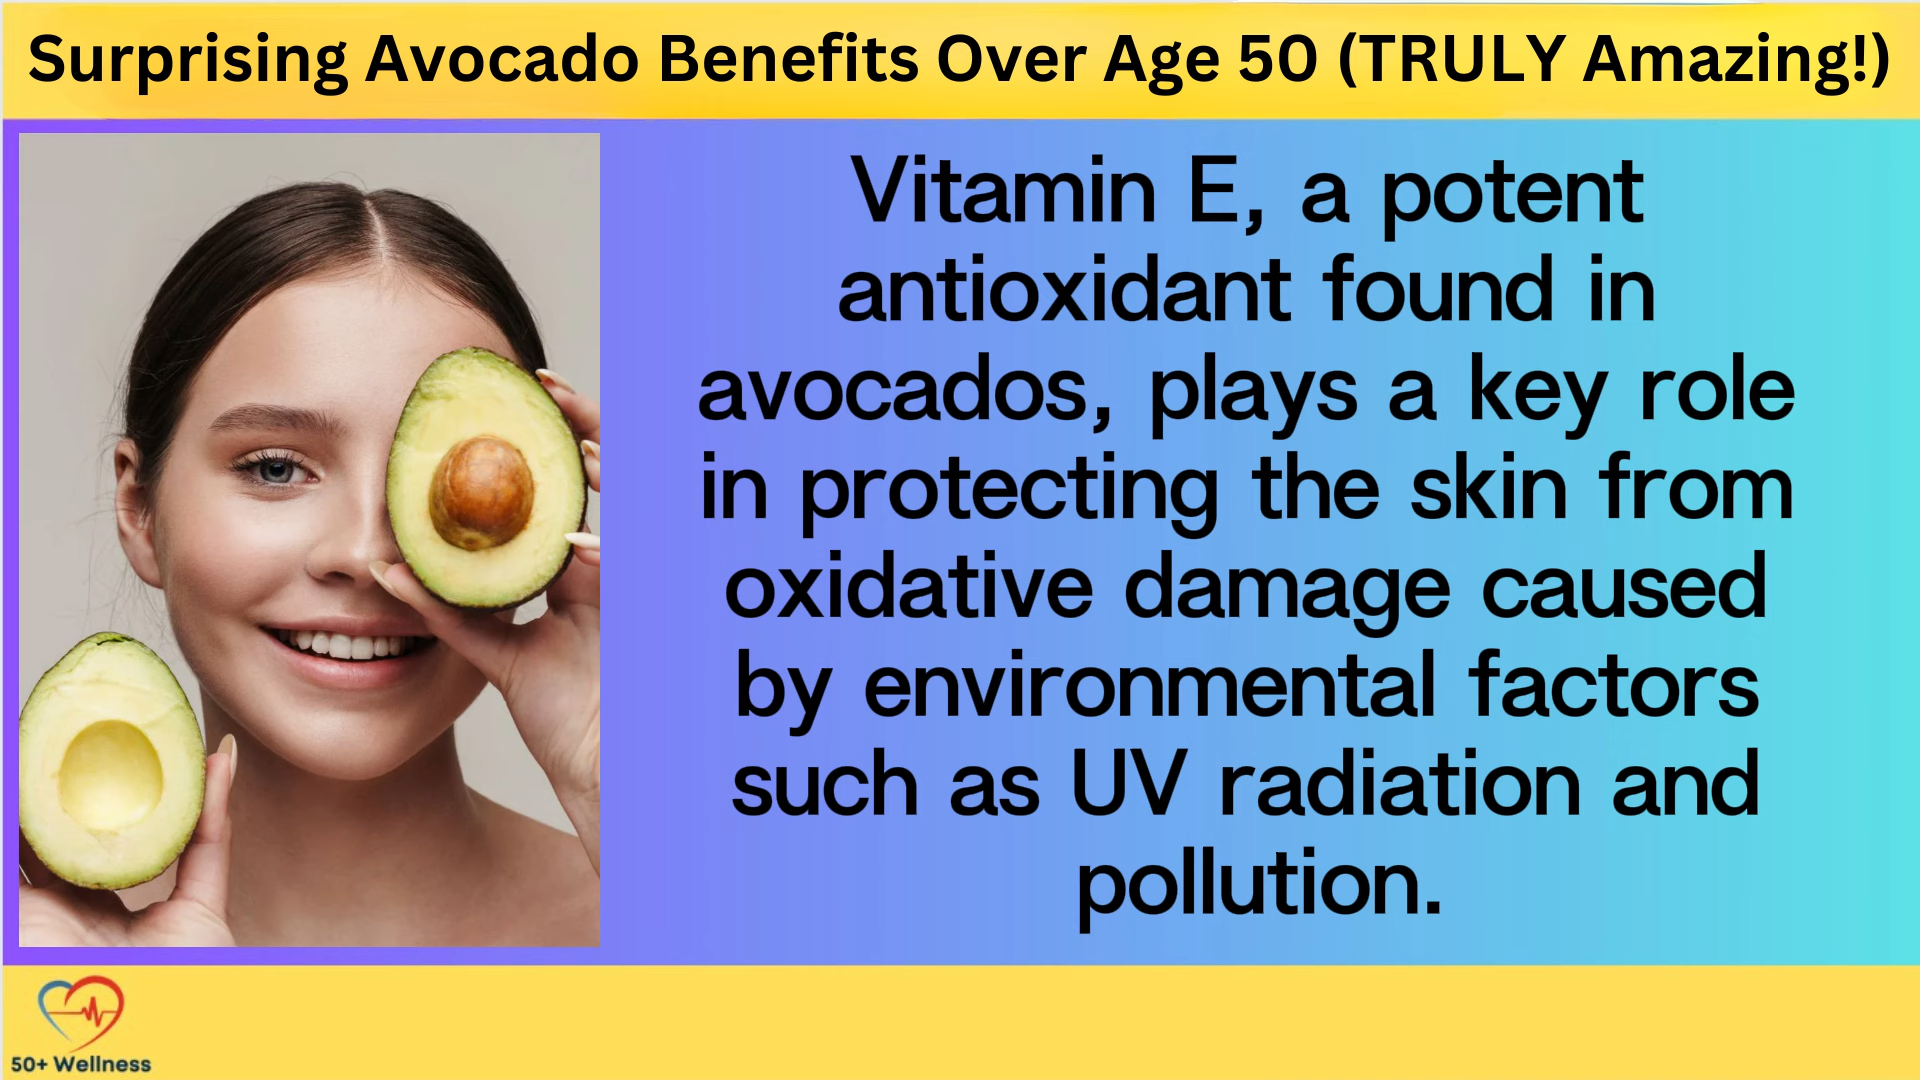 Surprising Avocado Benefits Over Age 50 (TRULY Amazing!)
Vitamin E, a potent
antioxidant found in
avocados, plays a key role
in protecting the skin from
oxidative damage caused
by environmental factors
such as UV radiation and
pollution.
50+ Wellness